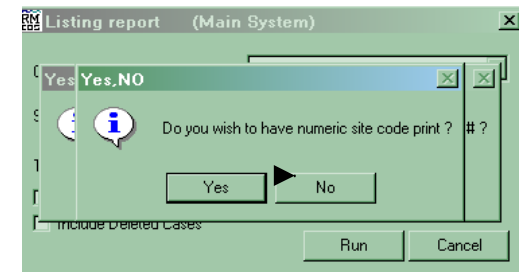 RM
COS
Listing report (Main System)
Yes
Yes,NO
Do you wish to have numeric site code print ?
# ?
Yes
No
Include Deleted Cases
Run
Cancel